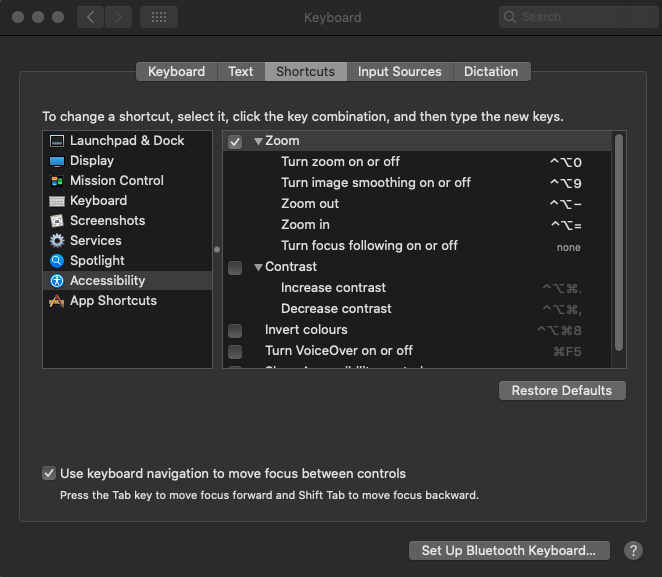 Keyboard
Search
Keyboard Text Shortcuts Input Sources Dictation
To change a shortcut, select it, click the key combination, and then type the new keys.
Launchpad & Dock
Display
Mission Control
Keyboard
Screenshots
Services
Spotlight
Accessibility
App Shortcuts
Zoom
Turn zoom on or off ^⌥0
Turn image smoothing on or off ^⌥9
Zoom out ^⌥−
Zoom in ^⌥=
Turn focus following on or off none
Contrast
Increase contrast ^⌥⌘.
Decrease contrast ^⌥⌘,
Invert colours ^⌥⌘8
Turn VoiceOver on or off ⌘F5
Restore Defaults
Use keyboard navigation to move focus between controls
Press the Tab key to move focus forward and Shift Tab to move focus backward.
Set Up Bluetooth Keyboard... ?